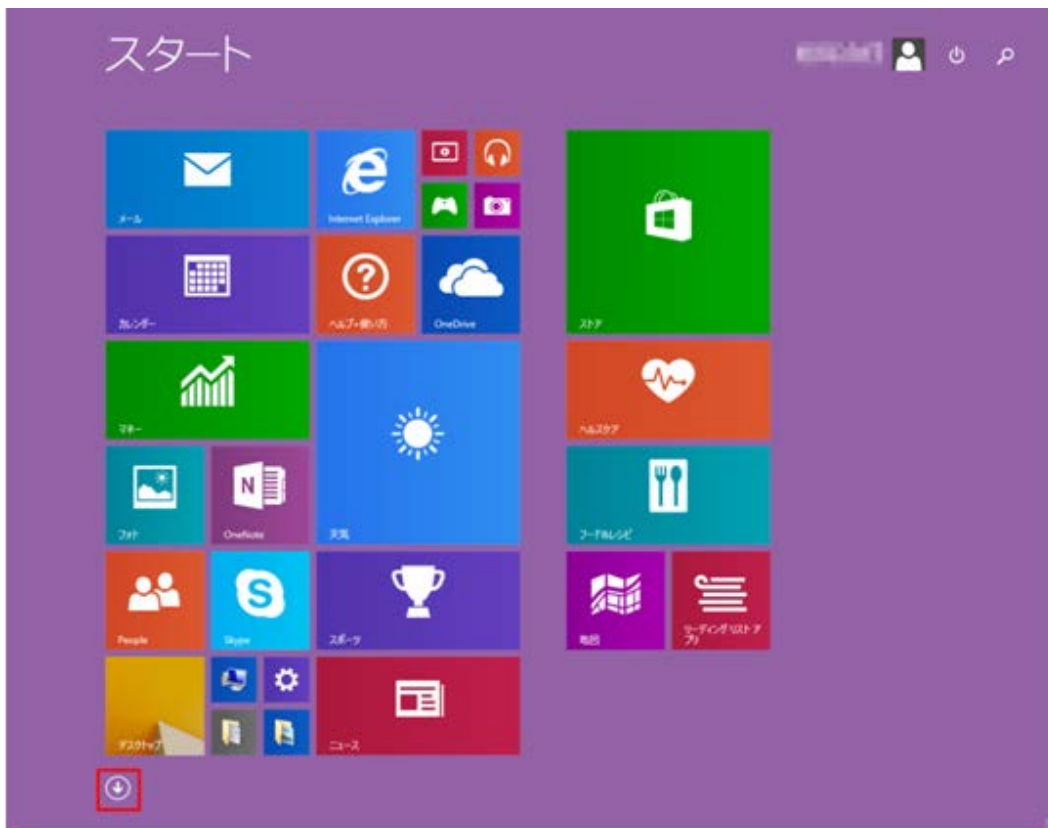 スタート
メール
Internet Explorer
カレンダー
ヘルプ+使い方
OneDrive
ストア
マネー
ヘルスケア
フォト
N
OneNote
天気
フード&レシピ
People
S
Skype
スポーツ
地図
リーディング リスト ア
プリ
デスクトップ
ニュース